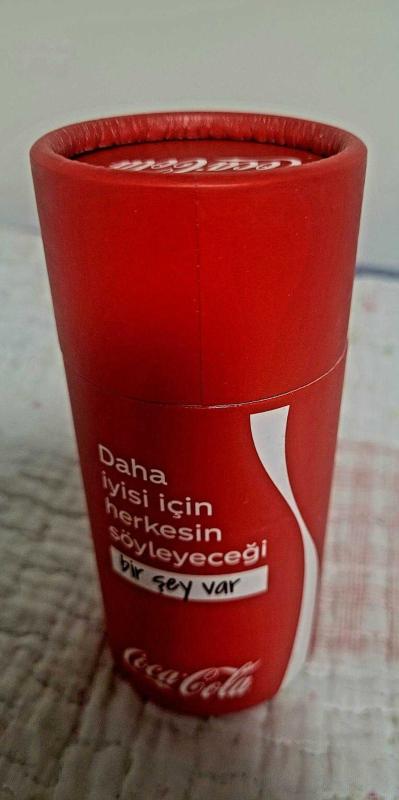 Coca-Cola
Daha
iyisi için
herkesin
söyleyeceği
bir şey var
Coca-Cola